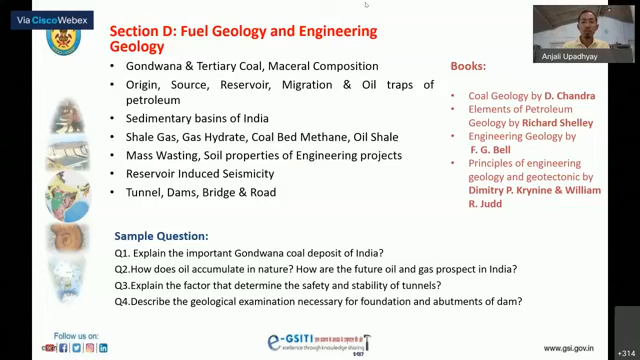 Via Cisco Webex
Section D: Fuel Geology and Engineering
Geology
• Gondwana & Tertiary Coal, Maceral Composition
• Origin, Source, Reservoir, Migration & Oil traps of
petroleum
• Sedimentary basins of India
• Shale Gas, Gas Hydrate, Coal Bed Methane, Oil Shale
• Mass Wasting, Soil properties of Engineering projects
• Reservoir Induced Seismicity
• Tunnel, Dams, Bridge & Road
Anjali Upadhyay
Books:
• Coal Geology by D. Chandra
• Elements of Petroleum
Geology by Richard Shelley
• Engineering Geology by
F. G. Bell
• Principles of engineering
geology and geotectonic by
Dimitry P. Krynine & William
R. Judd
Sample Question:
Q1. Explain the important Gondwana coal deposit of India?
Q2.How does oil accumulate in nature? How are the future oil and gas prospect in India?
Q3.Explain the factor that determine the safety and stability of tunnels?
Q4.Describe the geological examination necessary for foundation and abutments of dam?
Follow us on:
e-GSITI
excellence through knowledge sharing
www.gsi.gov.in
+314